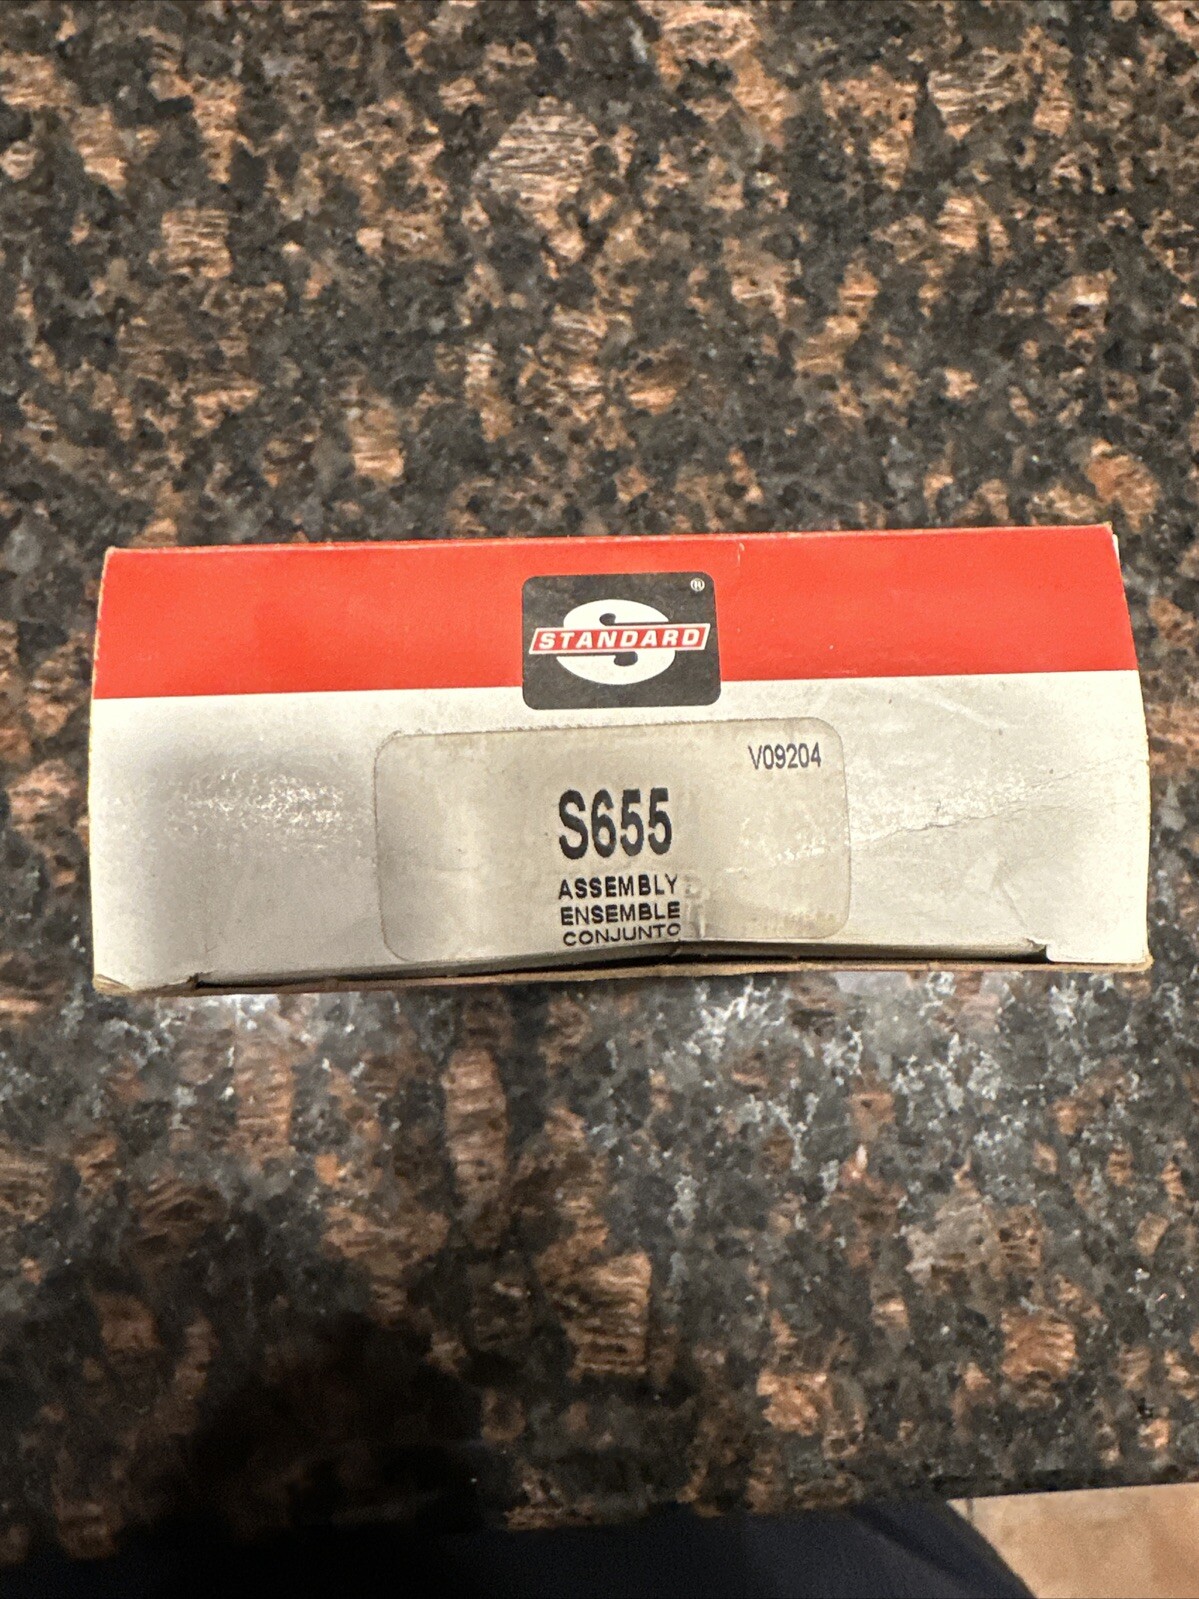 ®
STANDARD
V09204
S655
ASSEMBLY
ENSEMBLE
CONJUNTO